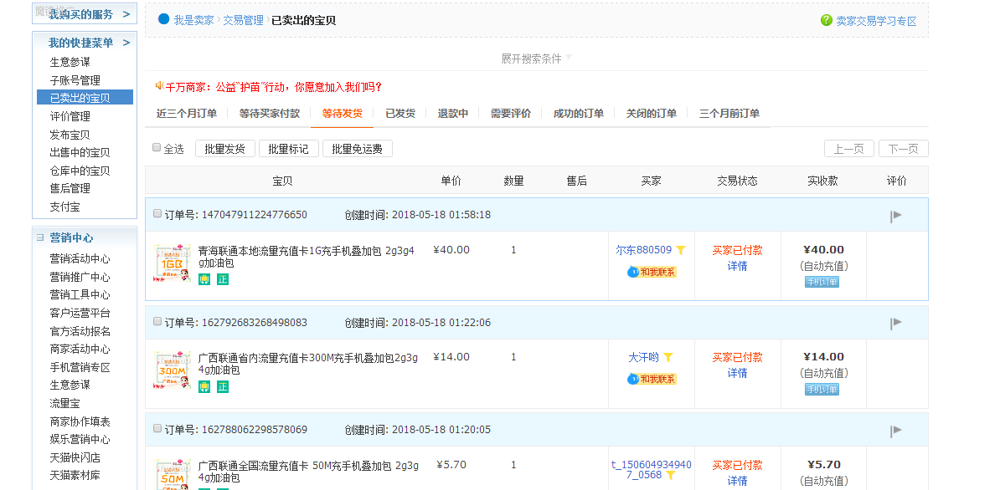 我购买的服务 >
我的快捷菜单 >
生意参谋
子账号管理
已卖出的宝贝
评价管理
发布宝贝
出售中的宝贝
仓库中的宝贝
售后管理
支付宝
营销中心
营销活动中心
营销推广中心
营销工具中心
客户运营平台
官方活动报名
商家活动中心
手机营销专区
生意参谋
流量宝
商家协作填表
娱乐营销中心
天猫快闪店
天猫素材库
我是卖家 › 交易管理 › 已卖出的宝贝
卖家交易学习专区
展开搜索条件
千万商家：公益“护苗”行动，你愿意加入我们吗？
近三个月订单 等待买家付款 等待发货 已发货 退款中 需要评价 成功的订单 关闭的订单 三个月前订单
全选 批量发货 批量标记 批量免运费 上一页 下一页
宝贝 单价 数量 售后 买家 交易状态 实收款 评价
订单号: 147047911224776650 创建时间: 2018-05-18 01:58:18
青海联通本地流量充值卡1G充手机叠加包 2g3g4
g加油包
1GB
正
¥40.00
1
尔东880509
和我联系
买家已付款
详情
¥40.00
(自动充值)
手机订单
订单号: 162792683268498083 创建时间: 2018-05-18 01:22:06
广西联通省内流量充值卡300M充手机叠加包2g3g
4g加油包
300M
正
¥14.00
1
大汗哟
和我联系
买家已付款
详情
¥14.00
(自动充值)
手机订单
订单号: 162788062298578069 创建时间: 2018-05-18 01:20:05
广西联通全国流量充值卡 50M充手机叠加包 2g3g
4g加油包
50M
¥5.70
1
t_150604934940
7_0568
买家已付款
详情
¥5.70
(自动充值)